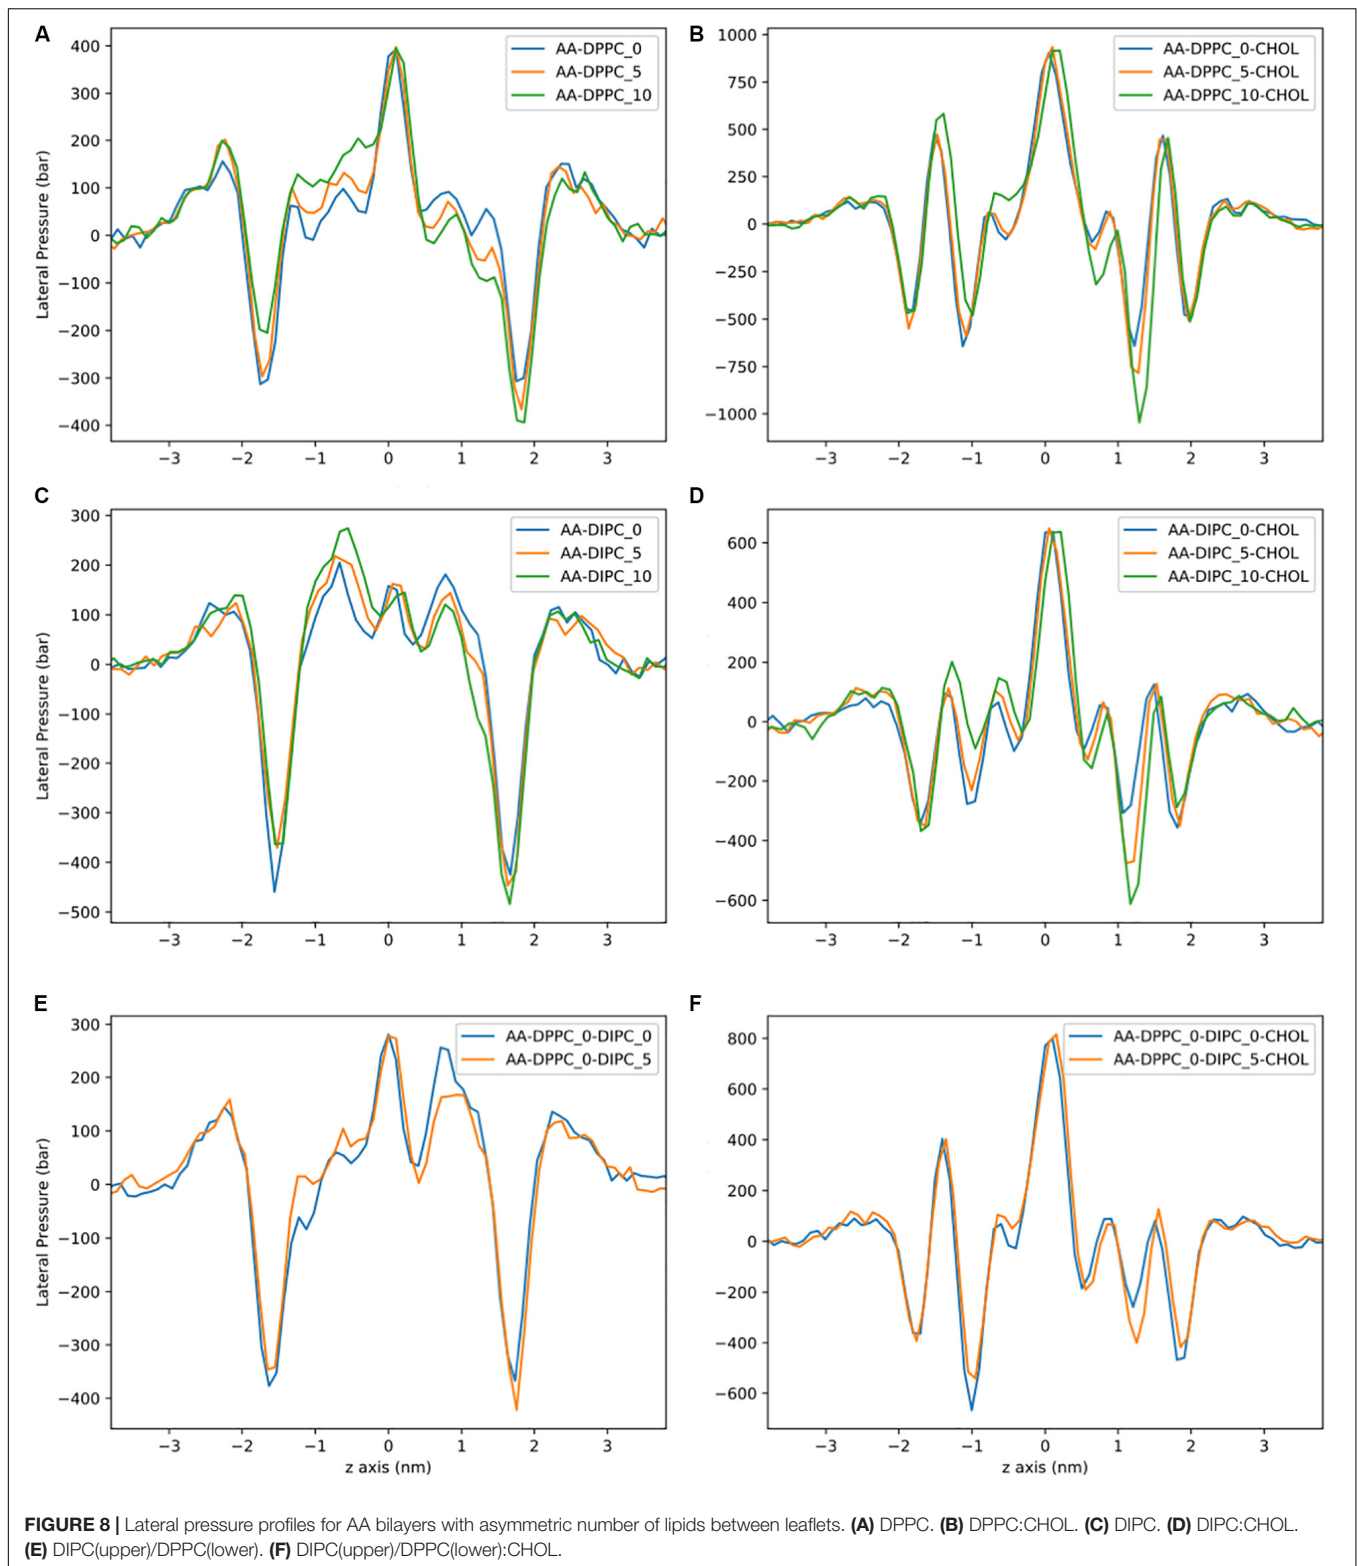 A
Lateral Pressure (bar)
400
300
200
100
0
−100
−200
−300
−400
−3 −2 −1 0 1 2 3
AA-DPPC_0
AA-DPPC_5
AA-DPPC_10
B
1000
750
500
250
0
−250
−500
−750
−1000
−3 −2 −1 0 1 2 3
AA-DPPC_0-CHOL
AA-DPPC_5-CHOL
AA-DPPC_10-CHOL
C
Lateral Pressure (bar)
300
200
100
0
−100
−200
−300
−400
−500
−3 −2 −1 0 1 2 3
AA-DIPC_0
AA-DIPC_5
AA-DIPC_10
D
600
400
200
0
−200
−400
−600
−3 −2 −1 0 1 2 3
AA-DIPC_0-CHOL
AA-DIPC_5-CHOL
AA-DIPC_10-CHOL
E
Lateral Pressure (bar)
300
200
100
0
−100
−200
−300
−400
−3 −2 −1 0 1 2 3
z axis (nm)
AA-DPPC_0-DIPC_0
AA-DPPC_0-DIPC_5
F
800
600
400
200
0
−200
−400
−600
−3 −2 −1 0 1 2 3
z axis (nm)
AA-DPPC_0-DIPC_0-CHOL
AA-DPPC_0-DIPC_5-CHOL
FIGURE 8 | Lateral pressure profiles for AA bilayers with asymmetric number of lipids between leaflets. (A) DPPC. (B) DPPC:CHOL. (C) DIPC. (D) DIPC:CHOL.
(E) DIPC(upper)/DPPC(lower). (F) DIPC(upper)/DPPC(lower):CHOL.